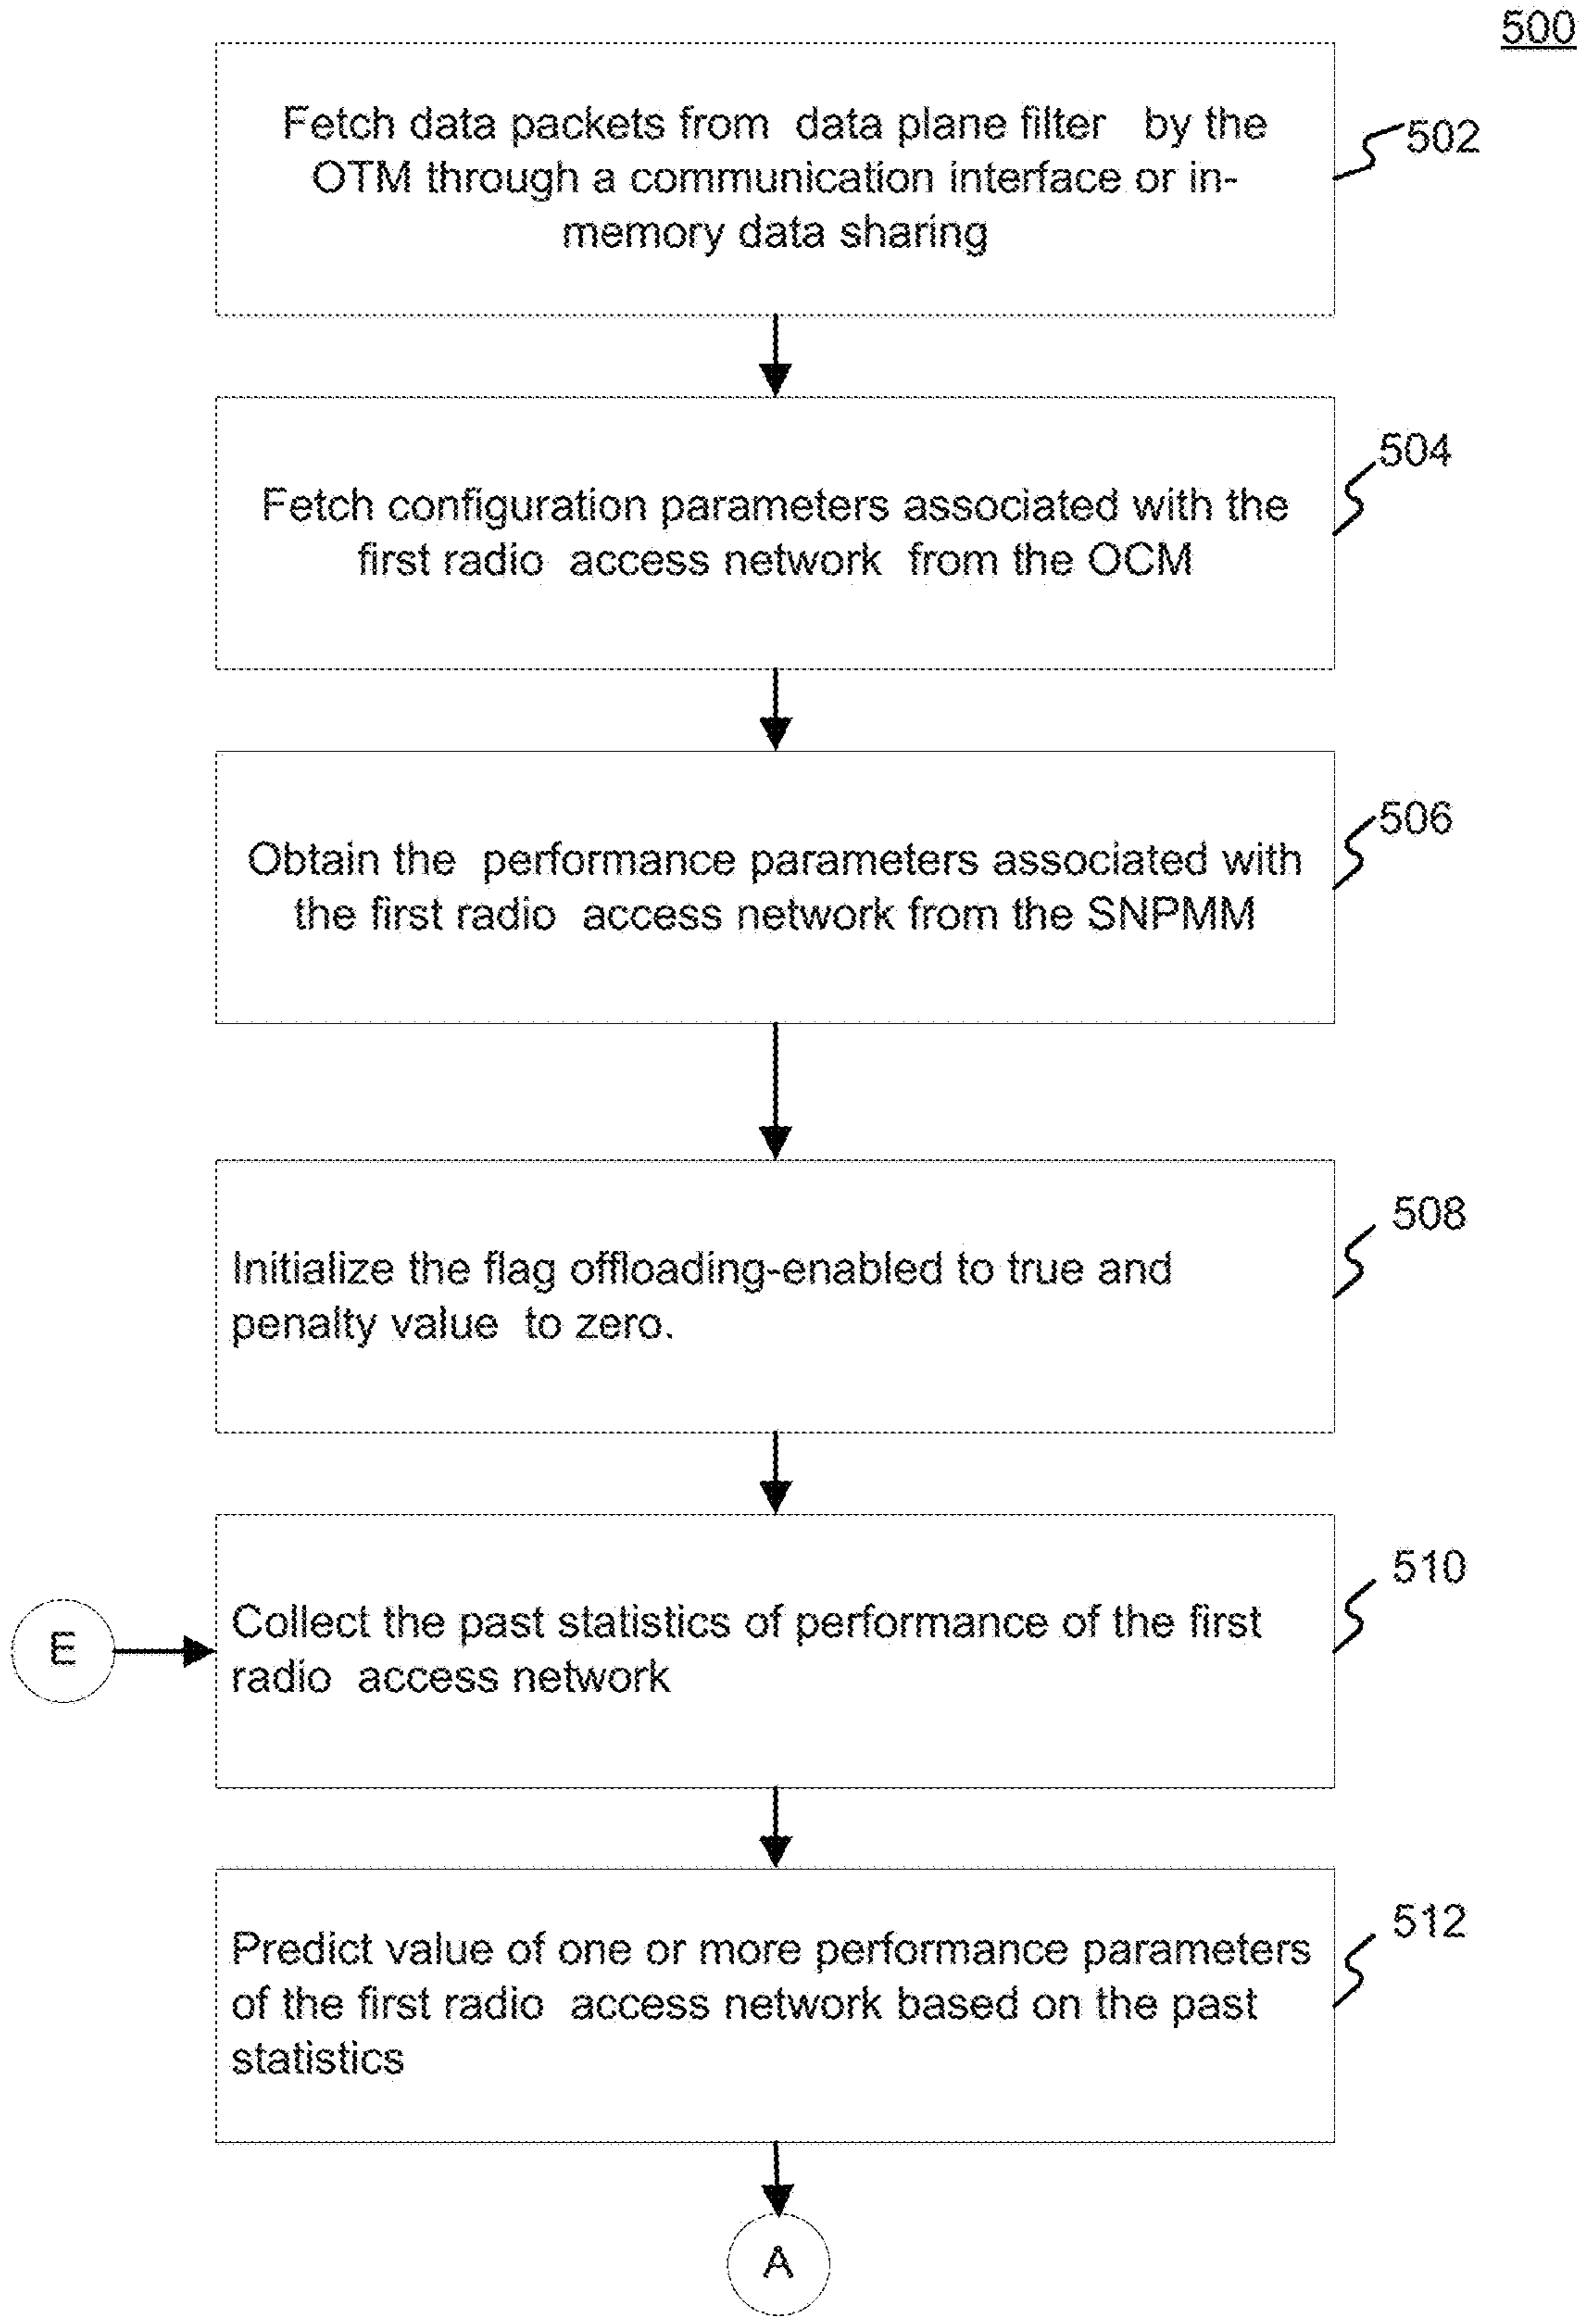 500
Fetch data packets from data plane filter by the
OTM through a communication interface or in-
memory data sharing
502
Fetch configuration parameters associated with the
first radio access network from the OCM
504
Obtain the performance parameters associated with
the first radio access network from the SNPMM
506
Initialize the flag offloading-enabled to true and
penalty value to zero.
508
E
Collect the past statistics of performance of the first
radio access network
510
Predict value of one or more performance parameters
of the first radio access network based on the past
statistics
512
A